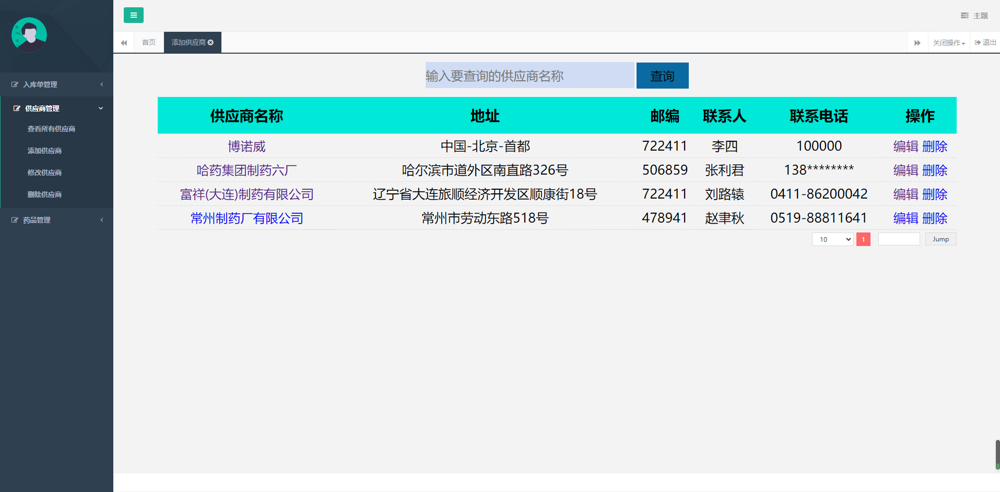 主题
首页
添加供应商
关闭操作
退出
入库单管理
供应商管理
查看所有供应商
添加供应商
修改供应商
删除供应商
药品管理
输入要查询的供应商名称 查询
供应商名称 地址 邮编 联系人 联系电话 操作
博诺威 中国-北京-首都 722411 李四 100000 编辑 删除
哈药集团制药六厂 哈尔滨市道外区南直路326号 506859 张利君 138******** 编辑 删除
富祥(大连)制药有限公司 辽宁省大连旅顺经济开发区顺康街18号 722411 刘路辕 0411-86200042 编辑 删除
常州制药厂有限公司 常州市劳动东路518号 478941 赵聿秋 0519-88811641 编辑 删除
10 1 Jump